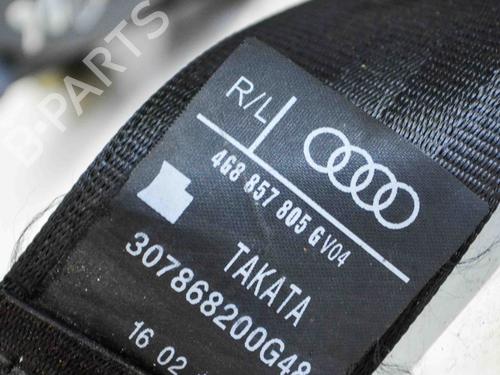 R/L
4G8 857 805 G V04
TAKATA
307868200G48
16 02
B-PARTS